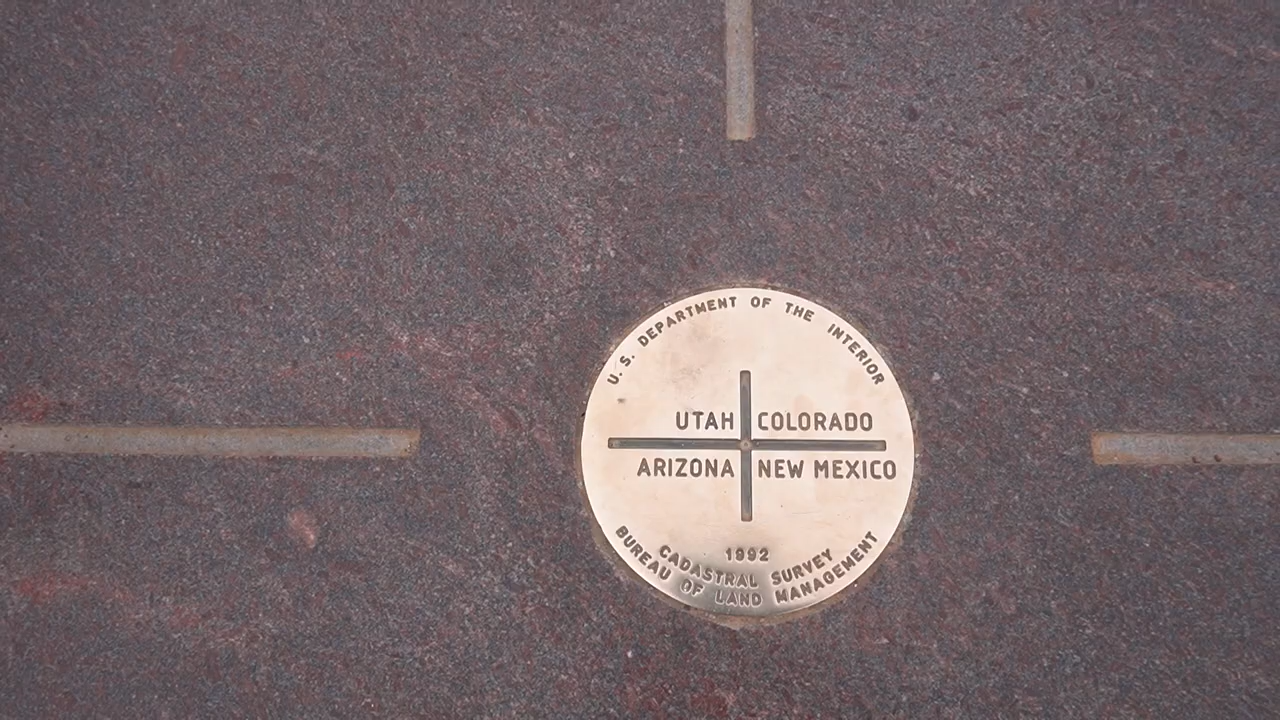 U. S. DEPARTMENT OF THE INTERIOR
UTAH COLORADO
ARIZONA NEW MEXICO
1992
CADASTRAL SURVEY
BUREAU OF LAND MANAGEMENT